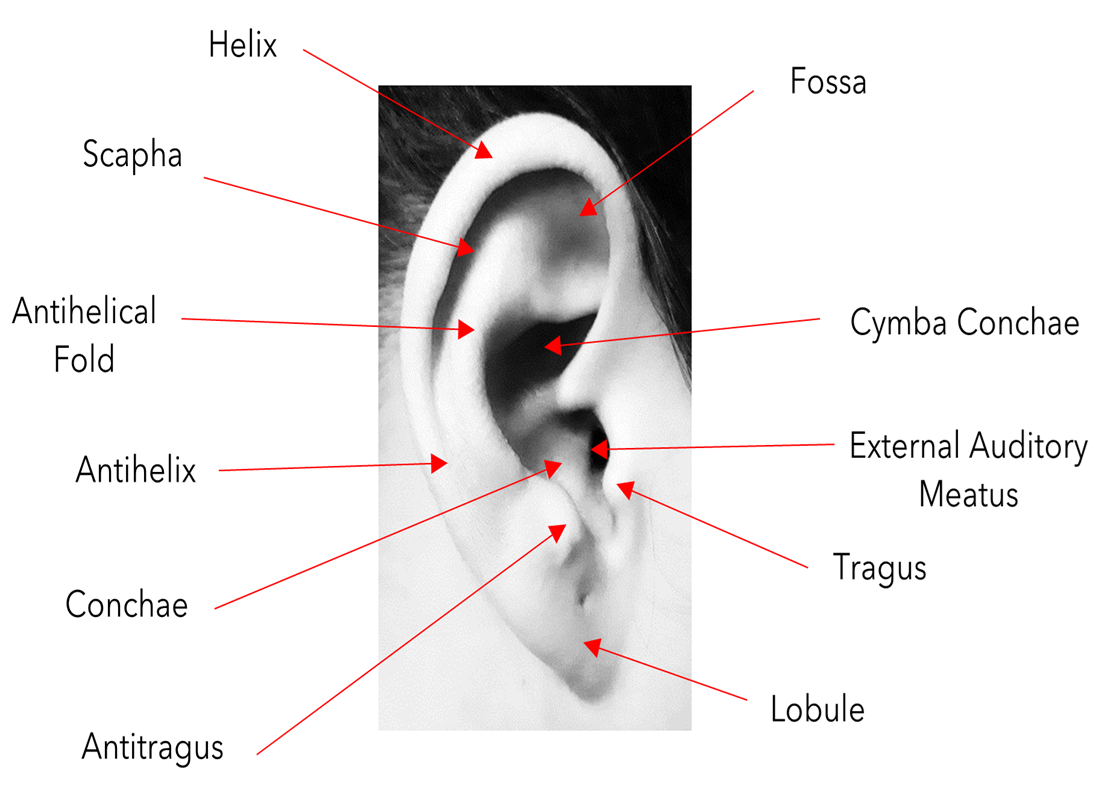 Helix
Fossa
Scapha
Antihelical
Fold
Cymba Conchae
External Auditory
Meatus
Antihelix
Tragus
Conchae
Lobule
Antitragus